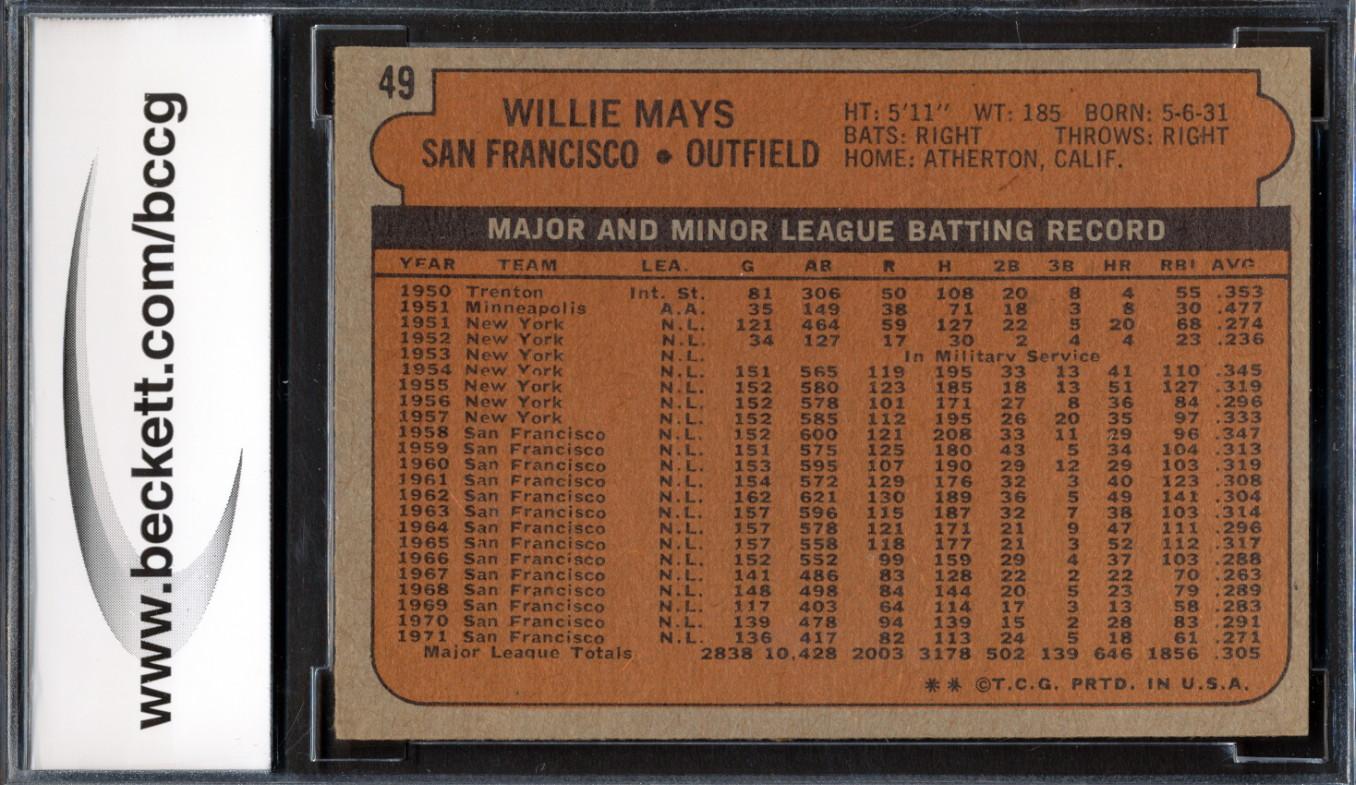 www.beckett.com/bccg
49
WILLIE MAYS
SAN FRANCISCO • OUTFIELD
HT: 5'11" WT: 185 BORN: 5-6-31
BATS: RIGHT THROWS: RIGHT
HOME: ATHERTON, CALIF.
MAJOR AND MINOR LEAGUE BATTING RECORD
YEAR TEAM LEA. G AB R H 2B 3B HR RBI AVG
1950 Trenton Int. St. 81 306 50 108 20 8 4 55 .353
1951 Minneapolis A.A. 35 149 38 71 18 3 8 30 .477
1951 New York N.L. 121 464 59 127 22 5 20 68 .274
1952 New York N.L. 34 127 17 30 2 4 4 23 .236
1953 New York N.L. In Military Service
1954 New York N.L. 151 565 119 195 33 13 41 110 .345
1955 New York N.L. 152 580 123 185 18 13 51 127 .319
1956 New York N.L. 152 578 101 171 27 8 36 84 .296
1957 New York N.L. 152 585 112 195 26 20 35 97 .333
1958 San Francisco N.L. 152 600 121 208 33 11 29 96 .347
1959 San Francisco N.L. 151 575 125 180 43 5 34 104 .313
1960 San Francisco N.L. 153 595 107 190 29 12 29 103 .319
1961 San Francisco N.L. 154 572 129 176 32 3 40 123 .308
1962 San Francisco N.L. 162 621 130 189 36 5 49 141 .304
1963 San Francisco N.L. 157 596 115 187 32 7 38 103 .314
1964 San Francisco N.L. 157 578 121 171 21 9 47 111 .296
1965 San Francisco N.L. 157 558 118 177 21 3 52 112 .317
1966 San Francisco N.L. 152 552 99 159 29 4 37 103 .288
1967 San Francisco N.L. 141 486 83 128 22 2 22 70 .263
1968 San Francisco N.L. 148 498 84 144 20 5 23 79 .289
1969 San Francisco N.L. 117 403 64 114 17 3 13 58 .283
1970 San Francisco N.L. 139 478 94 139 15 2 28 83 .291
1971 San Francisco N.L. 136 417 82 113 24 5 18 61 .271
Major League Totals 2838 10,428 2003 3178 502 139 646 1856 .305
** ©T.C.G. PRTD. IN U.S.A.